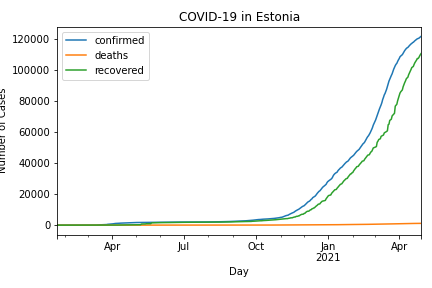 COVID-19 in Estonia
confirmed
deaths
recovered
120000
100000
80000
60000
40000
20000
0
Number of Cases
Apr
Jul
Oct
Jan
2021
Apr
Day